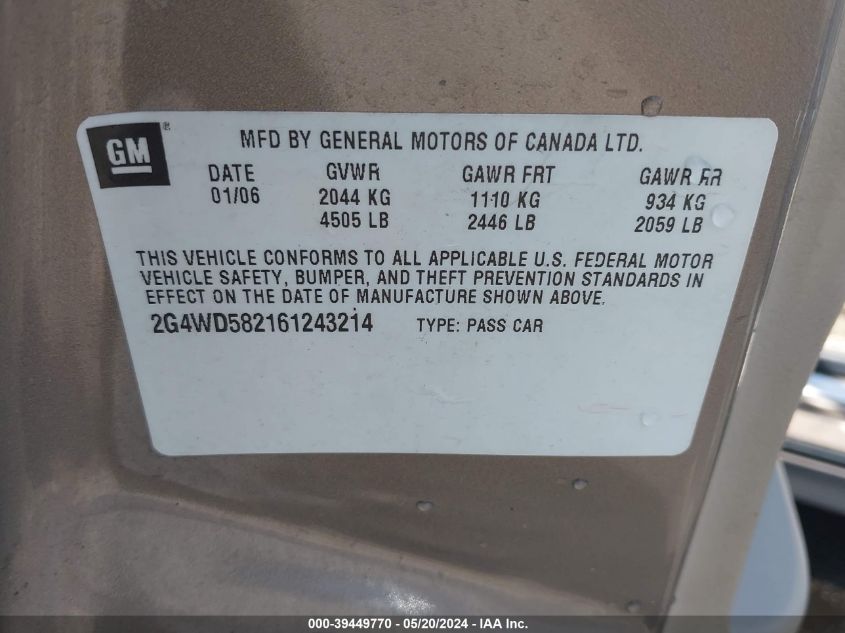 GM®
MFD BY GENERAL MOTORS OF CANADA LTD.
DATE GVWR GAWR FRT GAWR RR
01/06 2044 KG 1110 KG 934 KG
4505 LB 2446 LB 2059 LB
THIS VEHICLE CONFORMS TO ALL APPLICABLE U.S. FEDERAL MOTOR
VEHICLE SAFETY, BUMPER, AND THEFT PREVENTION STANDARDS IN
EFFECT ON THE DATE OF MANUFACTURE SHOWN ABOVE.
2G4WD582161243214 TYPE: PASS CAR
000-39449770 — 05/20/2024 — IAA Inc.